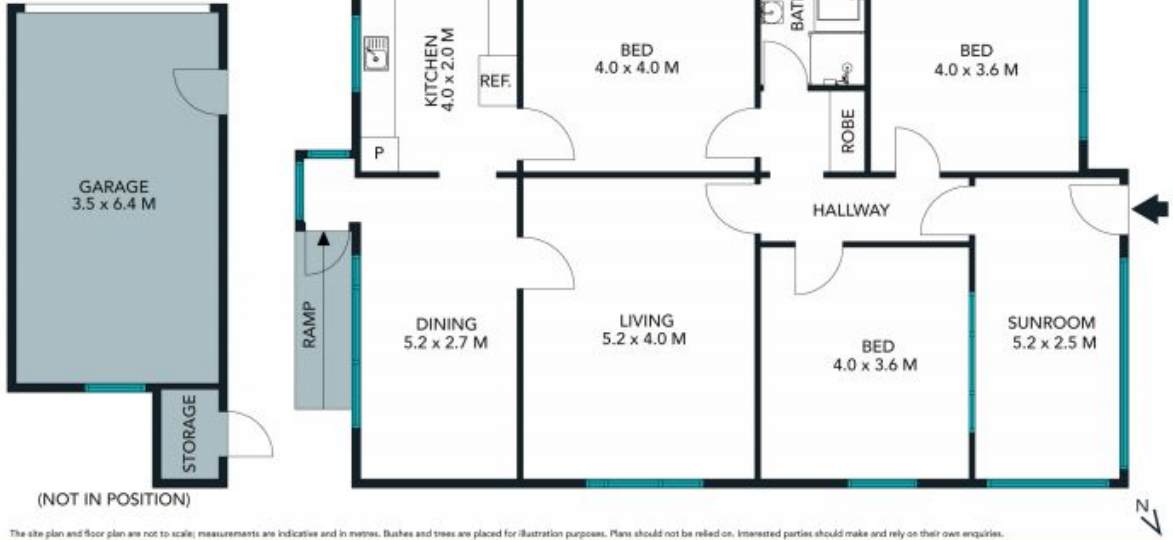 KITCHEN
4.0 x 2.0 M
REF.
P
BED
4.0 x 4.0 M
ROBE
BED
4.0 x 3.6 M
GARAGE
3.5 x 6.4 M
HALLWAY
RAMP
DINING
5.2 x 2.7 M
LIVING
5.2 x 4.0 M
BED
4.0 x 3.6 M
SUNROOM
5.2 x 2.5 M
STORAGE
(NOT IN POSITION)
N
The site plan and floor plan are not to scale; measurements are indicative and in metres. Bushes and trees are placed for illustration purposes. Plans should not be relied on. Interested parties should make and rely on their own enquiries.